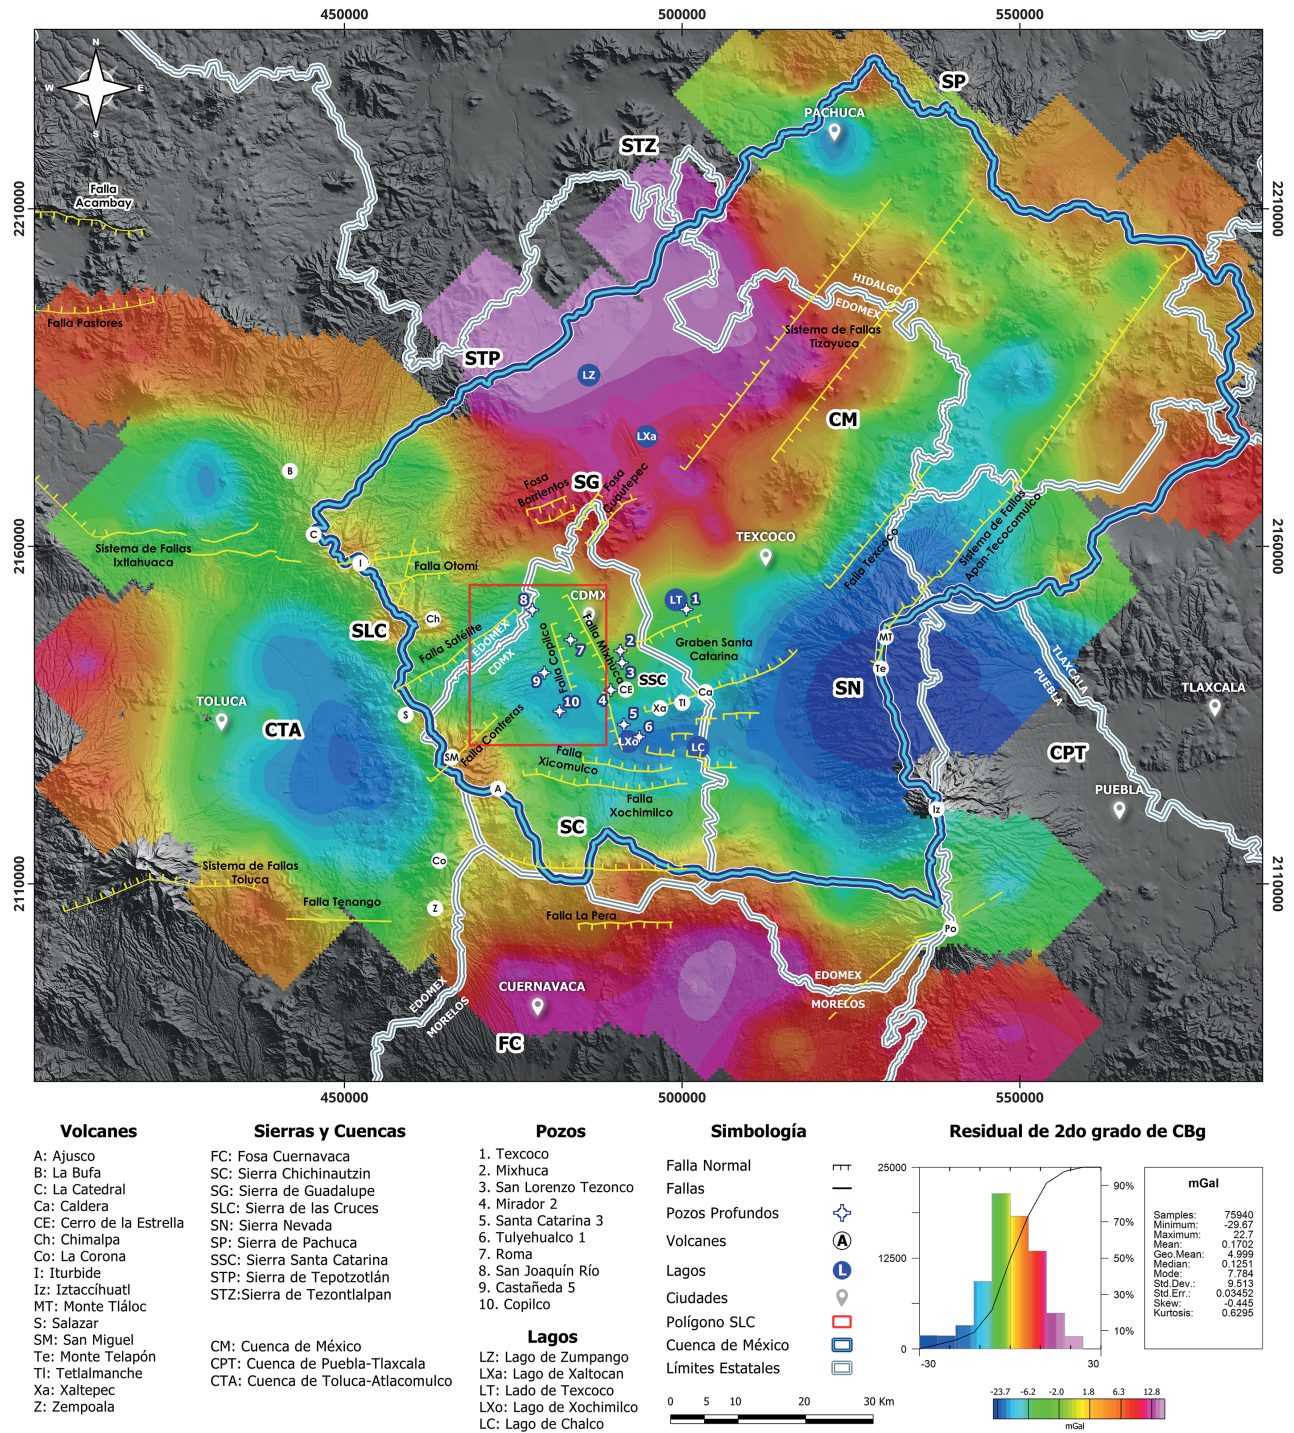 450000
500000
550000
N
W
E
S
SP
PACHUCA
STZ
Falla
Acambay
2210000
2210000
HIDALGO
EDOMEX
Falla Pastores
Sistema de Fallas
Tizayuca
STP
LZ
CM
LXa
B
SG
Fosa
Barrientos
Fosa
Cuautepec
C
TEXCOCO
2160000
2160000
Sistema de Fallas
Ixtlahuaca
I
Falla Otomí
Falla Texcoco
Sistema de Fallas
Apan-Tecocomulco
CDMX
8
LT
1
Ch
SLC
Falla Satélite
EDOMEX
CDMX
Falla Copilco
Falla Mixhuca
7
2
3
Graben Santa
Catarina
MT
Te
TLAXCALA
PUEBLA
9
SSC
CE
4
Ca
SN
TLAXCALA
TOLUCA
CTA
S
10
5
6
Xa
Tl
LXo
LC
Falla Contreras
SM
Falla
Xicomulco
CPT
A
Falla
Xochimilco
Iz
PUEBLA
SC
Co
Sistema de Fallas
Toluca
2110000
2110000
Falla Tenango
Z
Falla La Pera
Po
EDOMEX
MORELOS
EDOMEX
MORELOS
CUERNAVACA
FC
450000
500000
550000
Volcanes
A: Ajusco
B: La Bufa
C: La Catedral
Ca: Caldera
CE: Cerro de la Estrella
Ch: Chimalpa
Co: La Corona
I: Iturbide
Iz: Iztaccíhuatl
MT: Monte Tláloc
S: Salazar
SM: San Miguel
Te: Monte Telapón
Tl: Tetlalmanche
Xa: Xaltepec
Z: Zempoala
Sierras y Cuencas
FC: Fosa Cuernavaca
SC: Sierra Chichinautzin
SG: Sierra de Guadalupe
SLC: Sierra de las Cruces
SN: Sierra Nevada
SP: Sierra de Pachuca
SSC: Sierra Santa Catarina
STP: Sierra de Tepotzotlán
STZ:Sierra de Tezontlalpan
CM: Cuenca de México
CPT: Cuenca de Puebla-Tlaxcala
CTA: Cuenca de Toluca-Atlacomulco
Pozos
1. Texcoco
2. Mixhuca
3. San Lorenzo Tezonco
4. Mirador 2
5. Santa Catarina 3
6. Tulyehualco 1
7. Roma
8. San Joaquín Río
9. Castañeda 5
10. Copilco
Lagos
LZ: Lago de Zumpango
LXa: Lago de Xaltocan
LT: Lado de Texcoco
LXo: Lago de Xochimilco
LC: Lago de Chalco
Simbología
Falla Normal
Fallas
Pozos Profundos
Volcanes
A
Lagos
L
Ciudades
Polígono SLC
Cuenca de México
Límites Estatales
0 5 10 20 30 Km
Residual de 2do grado de CBg
25000
12500
0
90%
70%
50%
30%
10%
-30
30
mGal
Samples: 75940
Minimum: -29.67
Maximum: 22.7
Mean: 0.1702
Geo.Mean: 4.999
Median: 0.1251
Mode: 7.784
Std.Dev.: 9.513
Std.Err.: 0.03452
Skew: -0.445
Kurtosis: 0.6295
-23.7 -6.2 -2.0 1.8 6.3 12.8
mGal